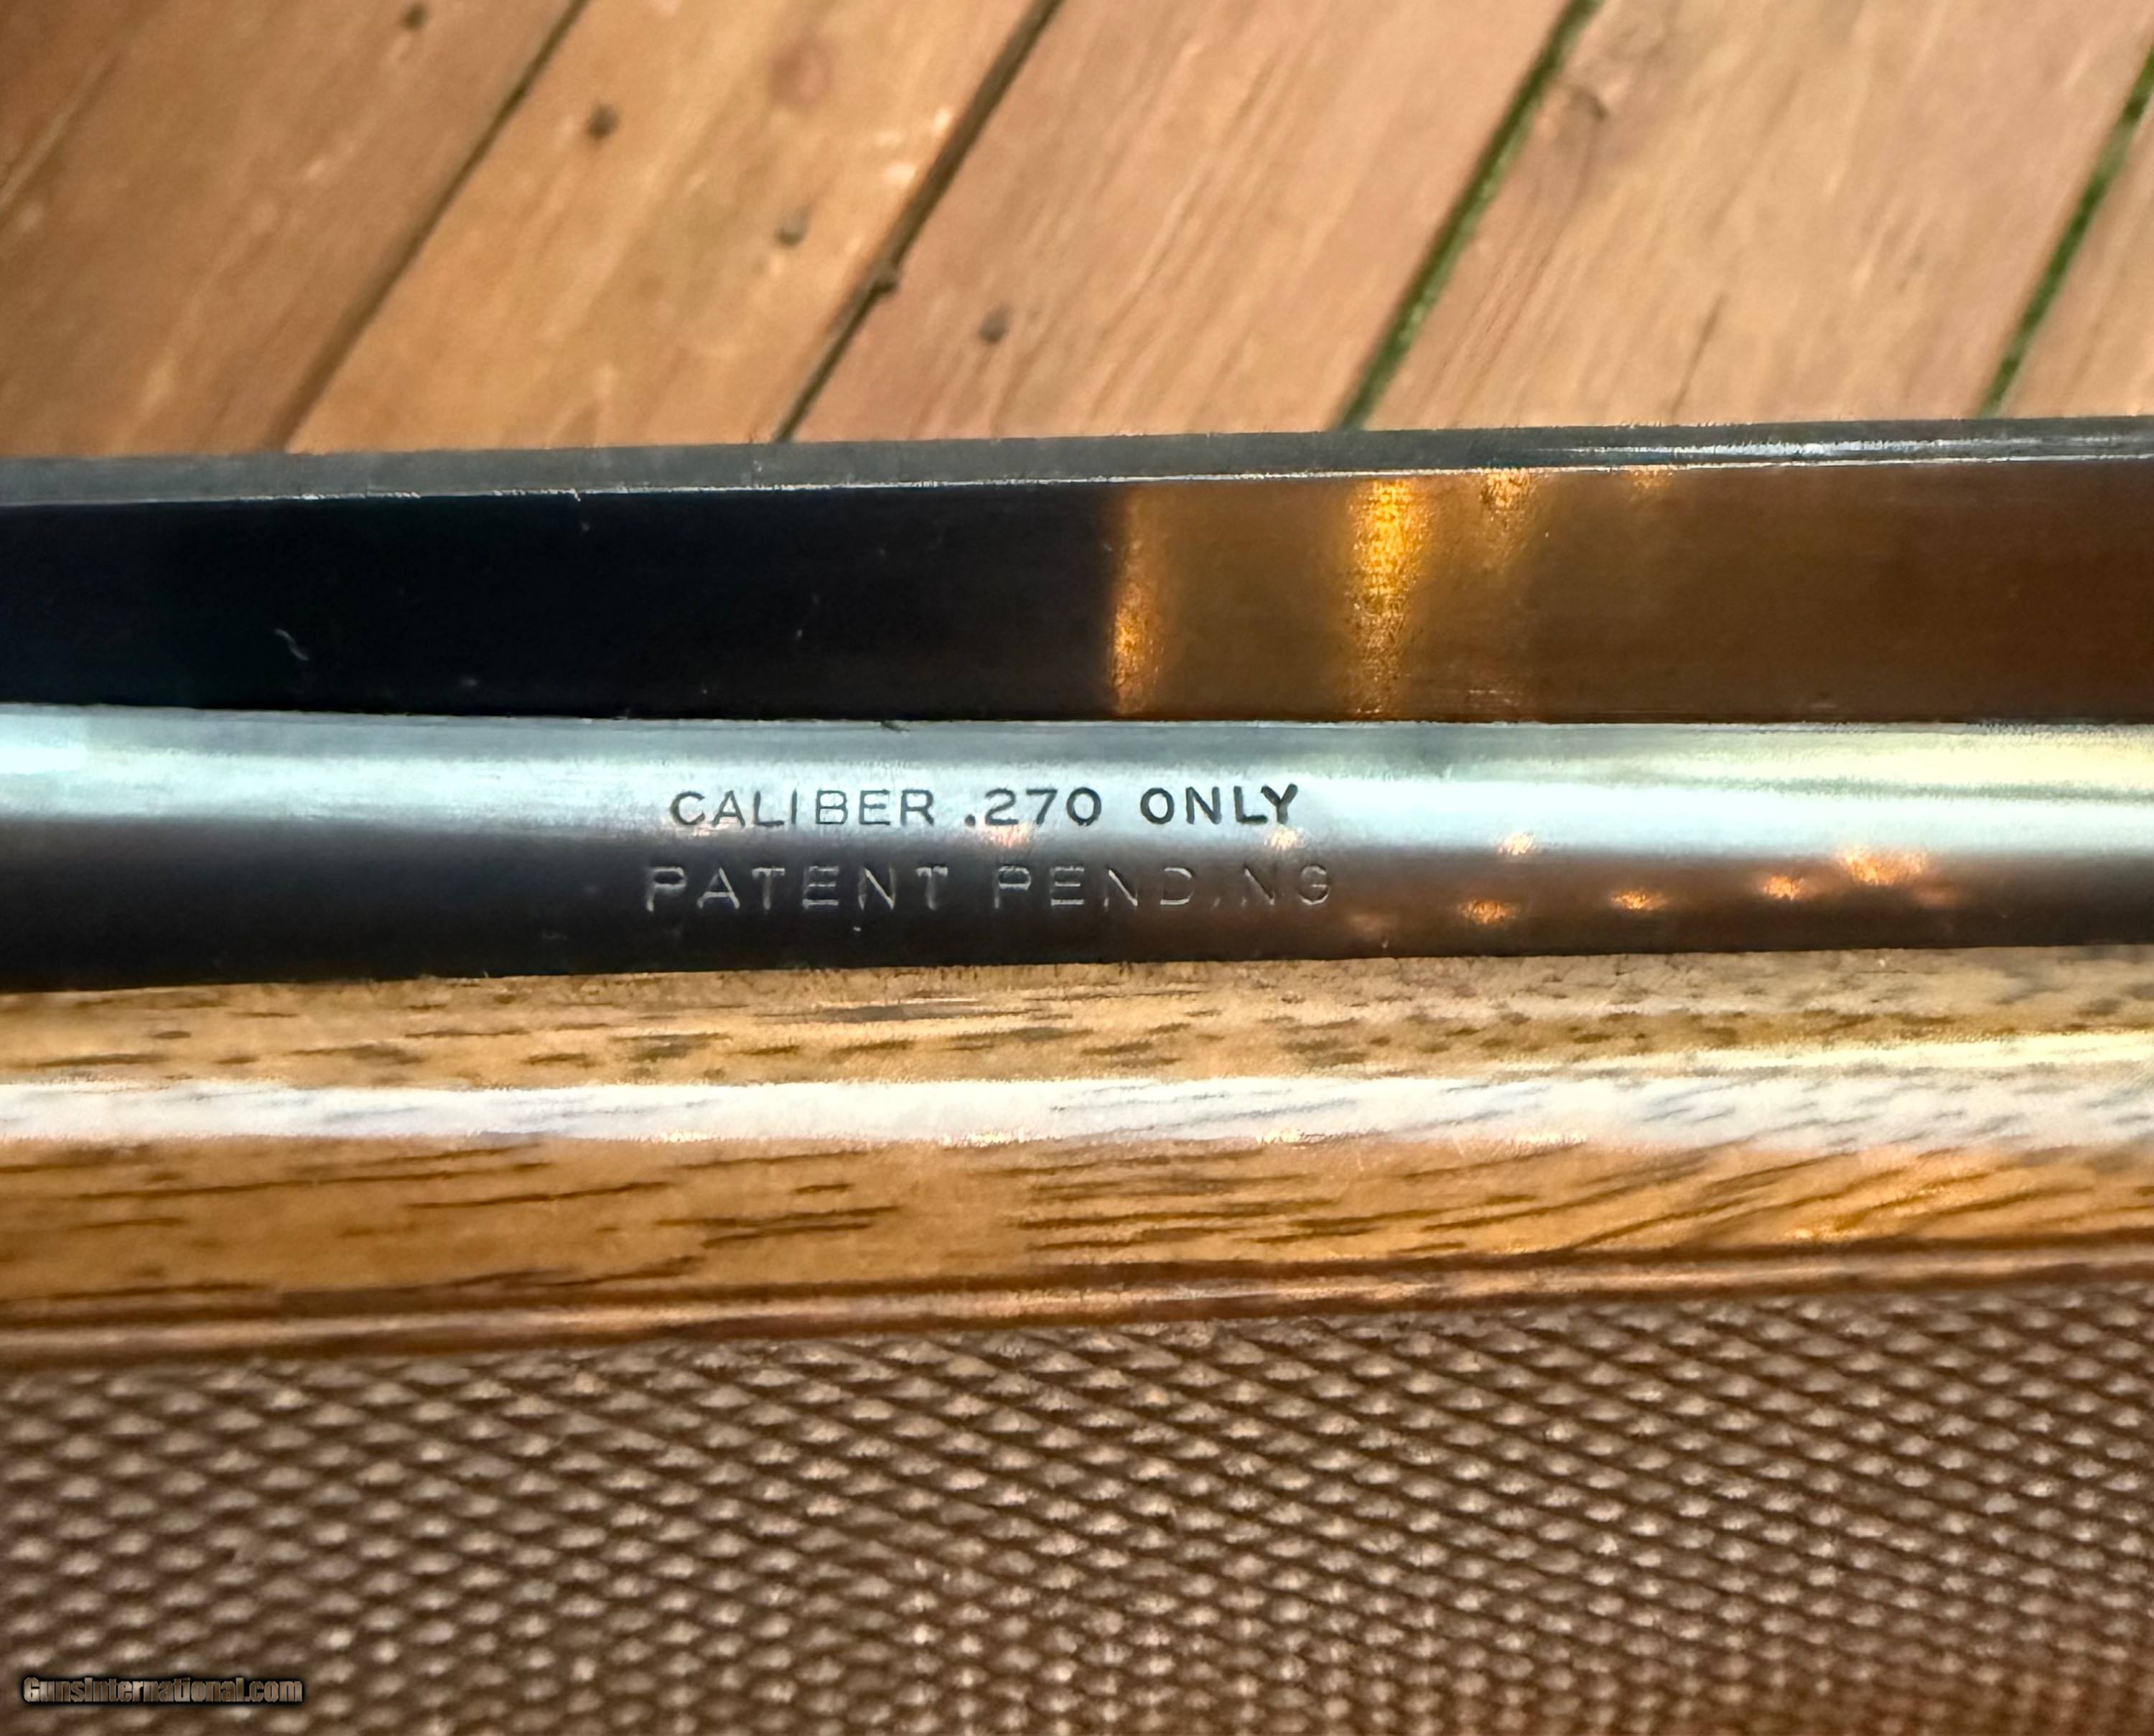 CALIBER .270 ONLY
PATENT PENDING
GunsInternational.com